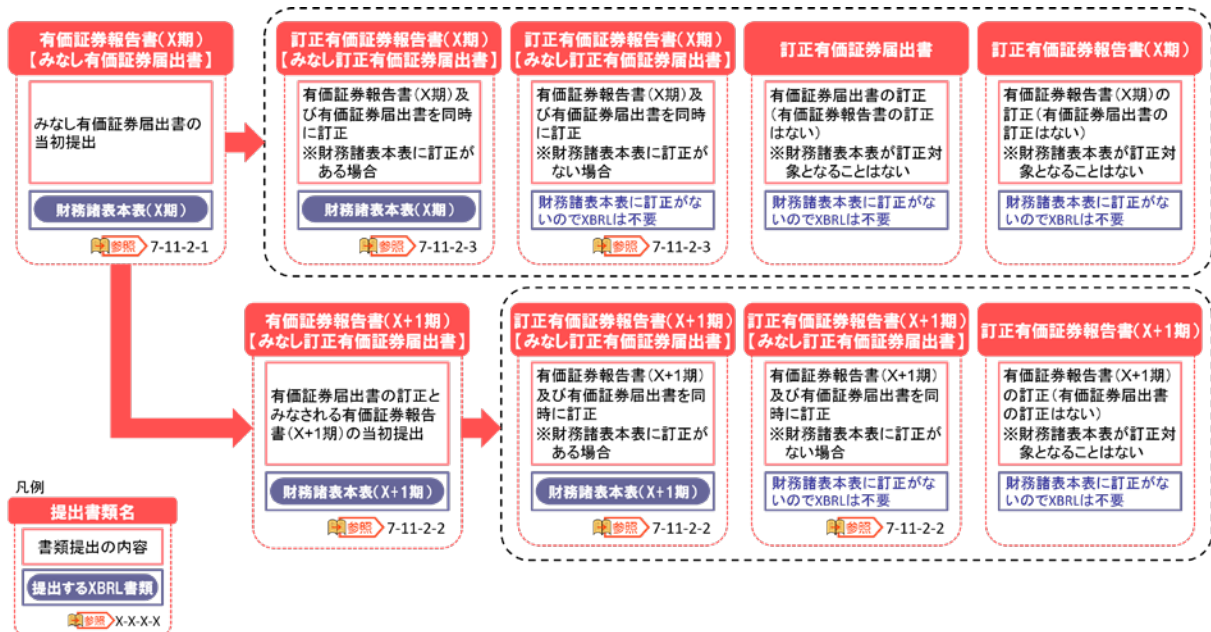 有価証券報告書(X期)
【みなし有価証券届出書】
みなし有価証券届出書の
当初提出
財務諸表本表(X期)
参照 7-11-2-1
訂正有価証券報告書(X期)
【みなし訂正有価証券届出書】
有価証券報告書(X期)及
び有価証券届出書を同時
に訂正
※財務諸表本表に訂正が
ある場合
財務諸表本表(X期)
参照 7-11-2-3
訂正有価証券報告書(X期)
【みなし訂正有価証券届出書】
有価証券報告書(X期)及
び有価証券届出書を同時
に訂正
※財務諸表本表に訂正が
ない場合
財務諸表本表に訂正がな
いのでXBRLは不要
参照 7-11-2-3
訂正有価証券届出書
有価証券届出書の訂正
(有価証券報告書の訂正
はない)
※財務諸表本表が訂正対
象となることはない
財務諸表本表に訂正がな
いのでXBRLは不要
訂正有価証券報告書(X期)
有価証券報告書(X期)の
訂正(有価証券届出書の
訂正はない)
※財務諸表本表が訂正対
象となることはない
財務諸表本表に訂正がな
いのでXBRLは不要
有価証券報告書(X+1期)
【みなし訂正有価証券届出書】
有価証券届出書の訂正と
みなされる有価証券報告
書(X+1期)の当初提出
財務諸表本表(X+1期)
参照 7-11-2-2
訂正有価証券報告書(X+1期)
【みなし訂正有価証券届出書】
有価証券報告書(X+1期)
及び有価証券届出書を同
時に訂正
※財務諸表本表に訂正が
ある場合
財務諸表本表(X+1期)
参照 7-11-2-2
訂正有価証券報告書(X+1期)
【みなし訂正有価証券届出書】
有価証券報告書(X+1期)
及び有価証券届出書を同
時に訂正
※財務諸表本表に訂正が
ない場合
財務諸表本表に訂正がな
いのでXBRLは不要
参照 7-11-2-2
訂正有価証券報告書(X+1期)
有価証券報告書(X+1期)
の訂正(有価証券届出書
の訂正はない)
※財務諸表本表が訂正対
象となることはない
財務諸表本表に訂正がな
いのでXBRLは不要
凡例
提出書類名
書類提出の内容
提出するXBRL書類
参照 X-X-X-X